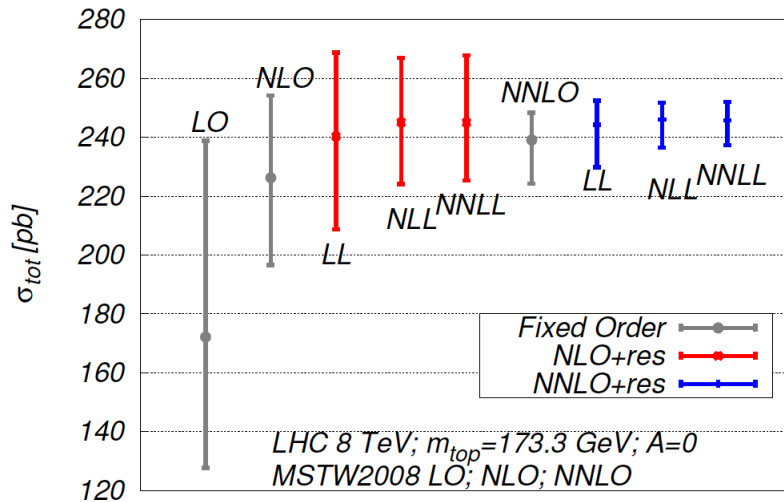 280
260
240
220
200
180
160
140
120
σtot [pb]
LO
NLO
LL
NLL
NNLL
NNLO
LL
NLL
NNLL
Fixed Order
NLO+res
NNLO+res
LHC 8 TeV; mtop=173.3 GeV; A=0
MSTW2008 LO; NLO; NNLO